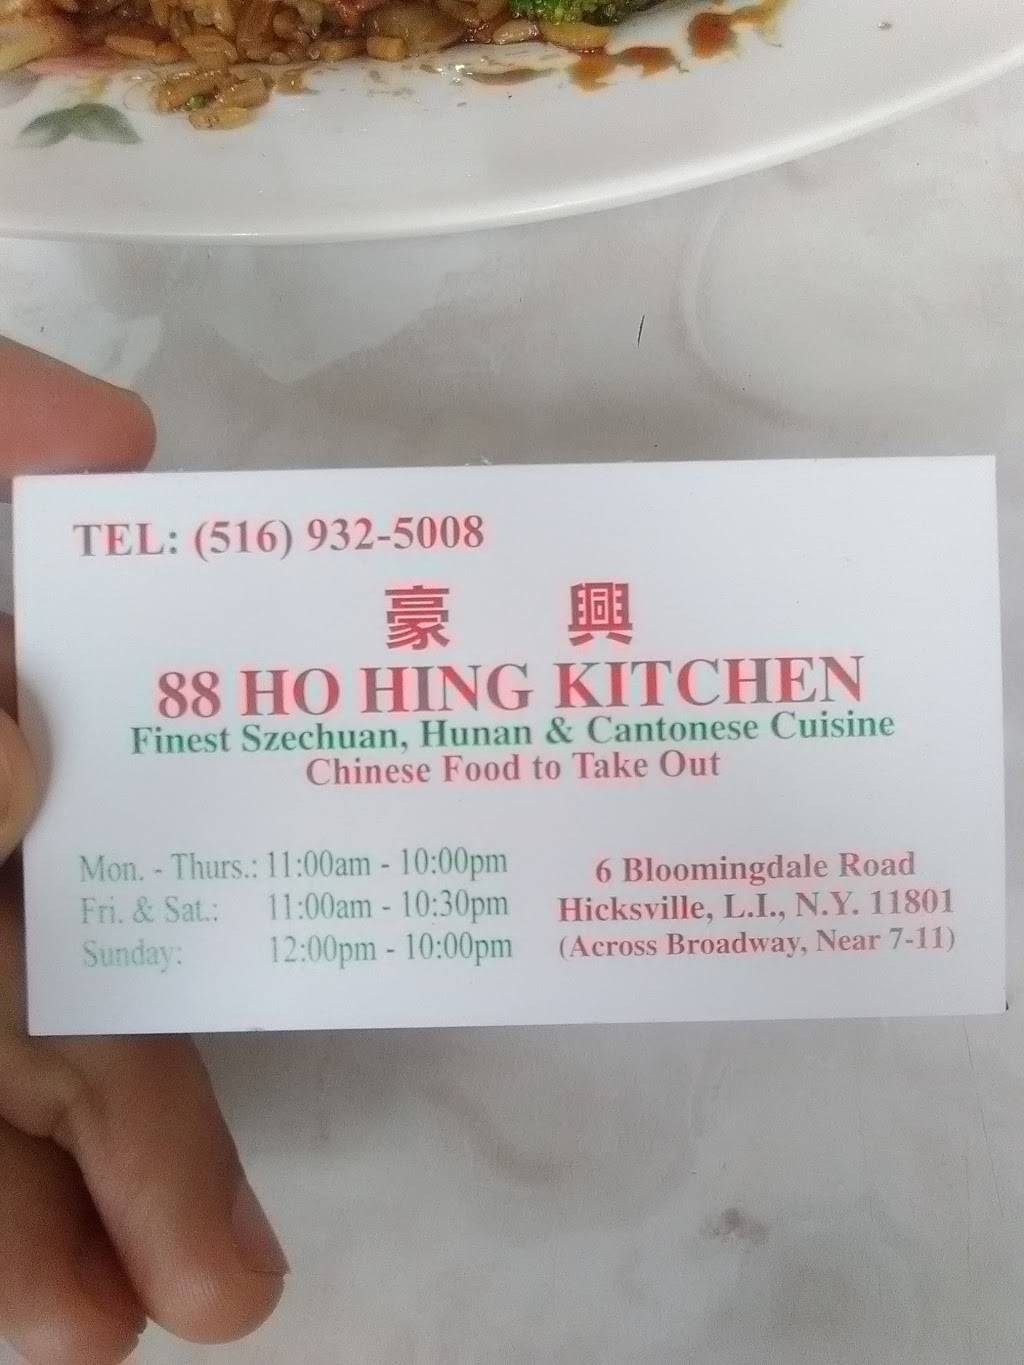 TEL: (516) 932-5008
豪 興
88 HO HING KITCHEN
Finest Szechuan, Hunan & Cantonese Cuisine
Chinese Food to Take Out
Mon. - Thurs.: 11:00am - 10:00pm
Fri. & Sat.: 11:00am - 10:30pm
Sunday: 12:00pm - 10:00pm
6 Bloomingdale Road
Hicksville, L.I., N.Y. 11801
(Across Broadway, Near 7-11)